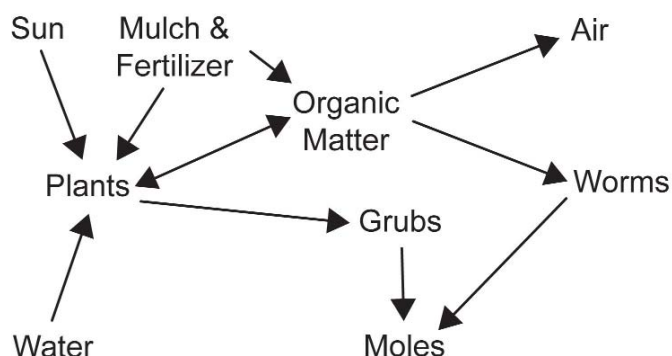 Sun
Mulch &
Fertilizer
Air
Organic
Matter
Plants
Worms
Grubs
Water
Moles